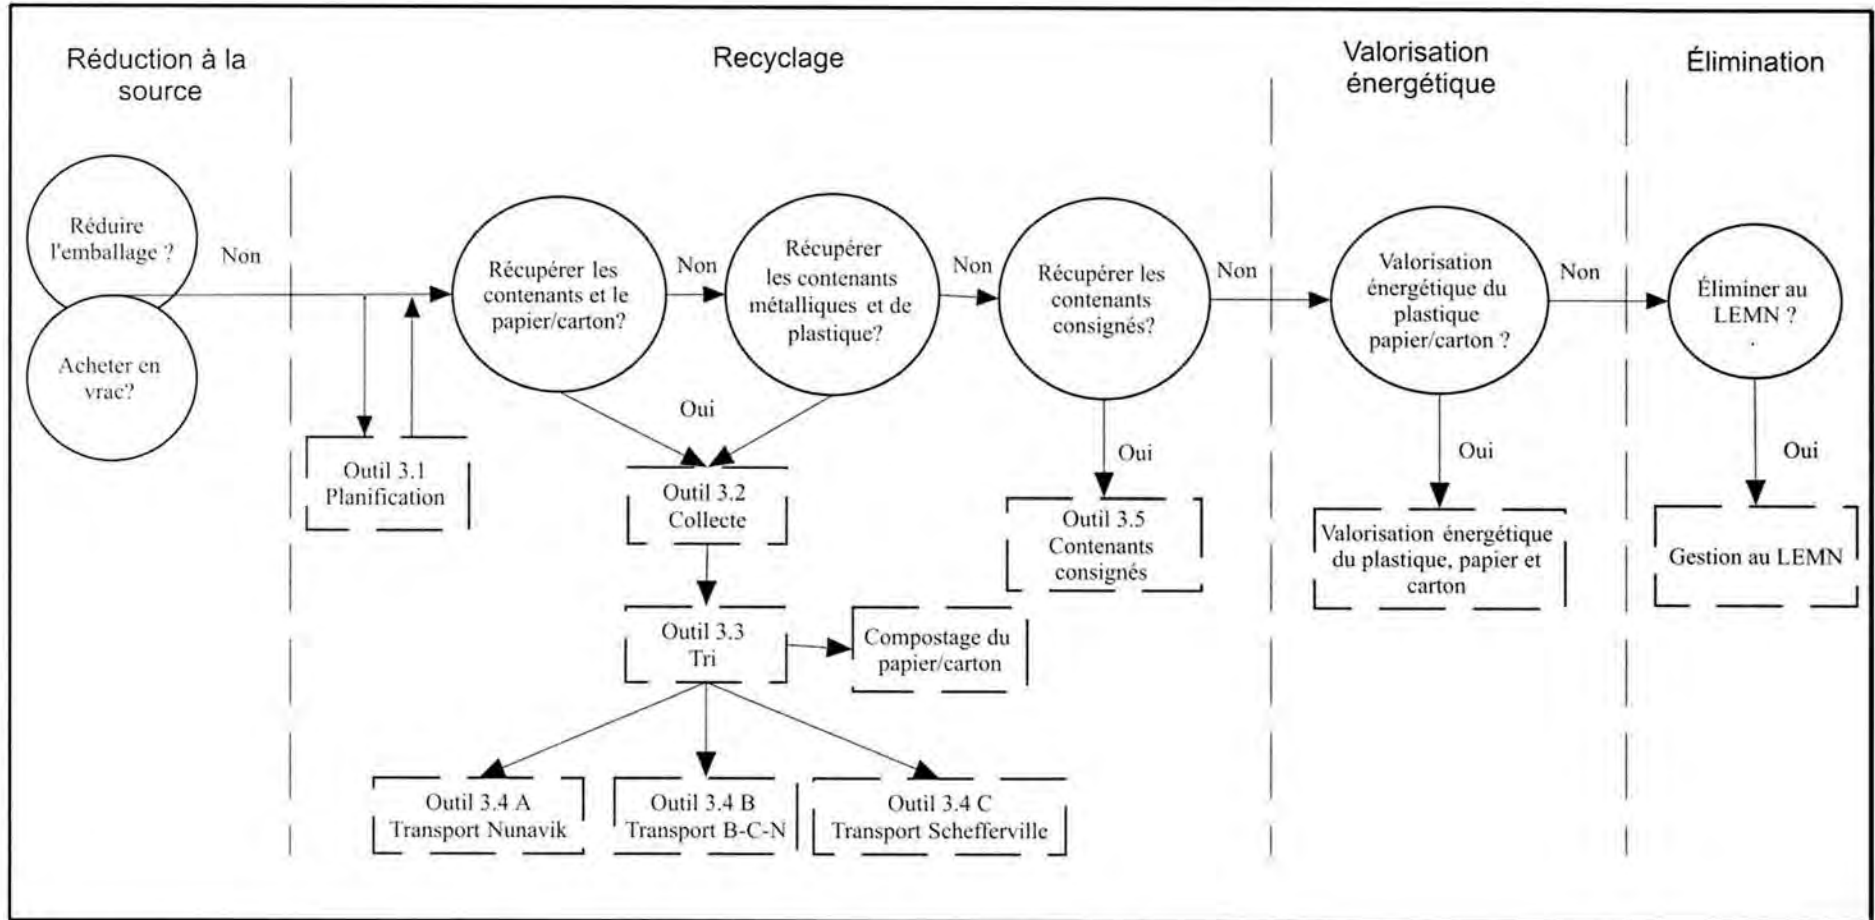 Réduction à la
source
Recyclage
Valorisation
énergétique
Élimination
Réduire
l'emballage ?
Non
Acheter en
vrac?
Récupérer les
contenants et le
papier/carton?
Non
Récupérer
les contenants
métalliques et de
plastique?
Non
Récupérer les
contenants
consignés?
Non
Valorisation
énergétique du
plastique
papier/carton ?
Non
Éliminer au
LEMN ?
Oui
Oui
Oui
Oui
Outil 3.1
Planification
Outil 3.2
Collecte
Outil 3.5
Contenants
consignés
Valorisation énergétique
du plastique, papier et
carton
Gestion au LEMN
Outil 3.3
Tri
Compostage du
papier/carton
Outil 3.4 A
Transport Nunavik
Outil 3.4 B
Transport B-C-N
Outil 3.4 C
Transport Schefferville